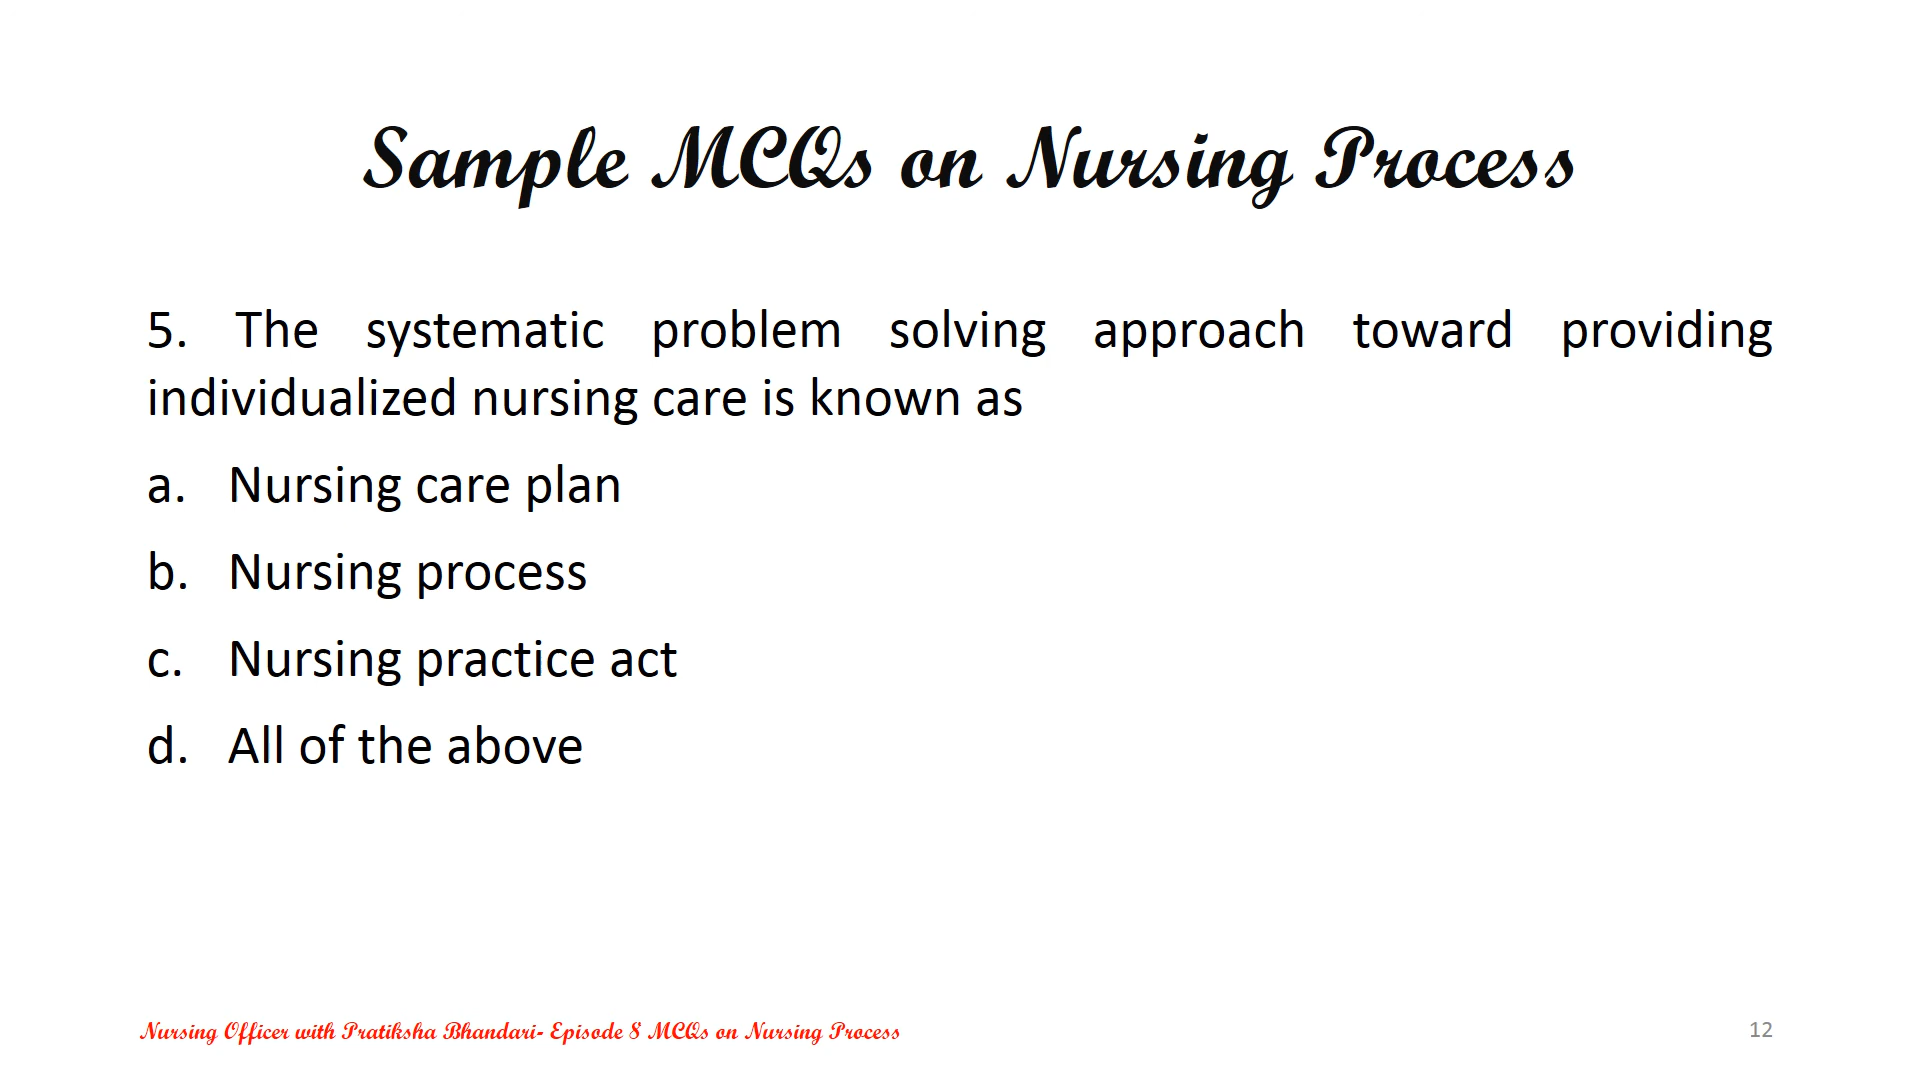 Sample MCQs on Nursing Process
5. The systematic problem solving approach toward providing
individualized nursing care is known as
a. Nursing care plan
b. Nursing process
c. Nursing practice act
d. All of the above
Nursing Officer with Pratiksha Bhandari- Episode 8 MCQs on Nursing Process
12